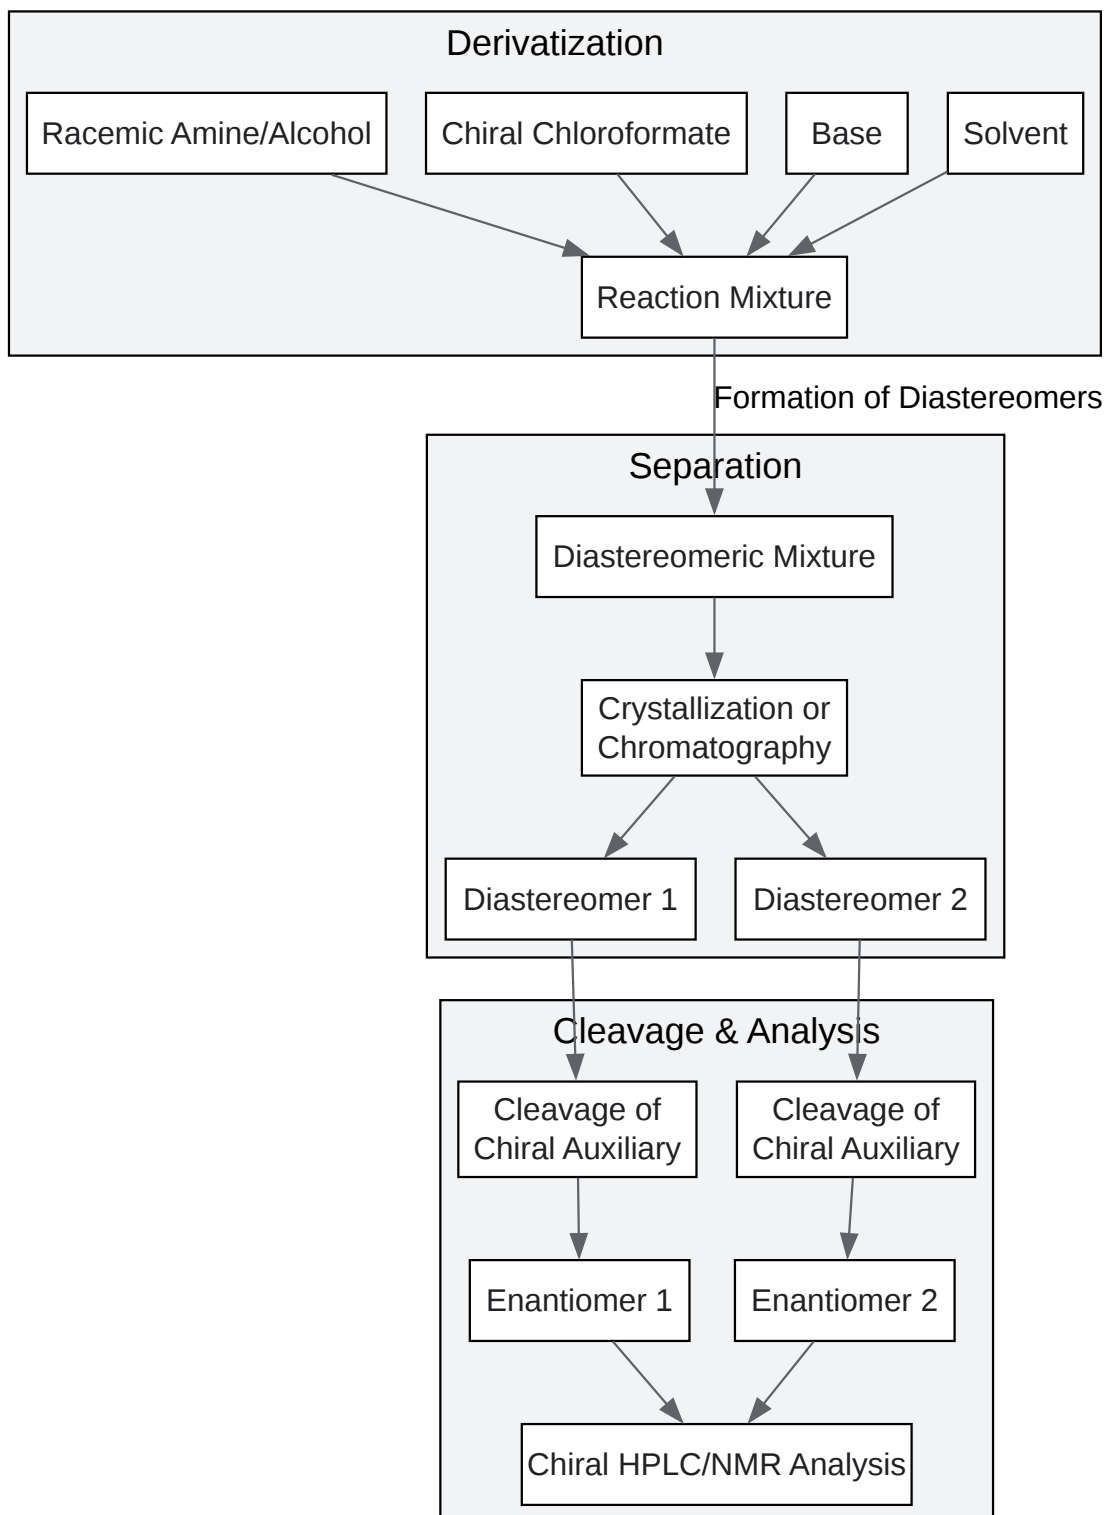 Derivatization
Racemic Amine/Alcohol
Chiral Chloroformate
Base
Solvent
Reaction Mixture
Formation of Diastereomers
Separation
Diastereomeric Mixture
Crystallization or
Chromatography
Diastereomer 1
Diastereomer 2
Cleavage & Analysis
Cleavage of
Chiral Auxiliary
Cleavage of
Chiral Auxiliary
Enantiomer 1
Enantiomer 2
Chiral HPLC/NMR Analysis